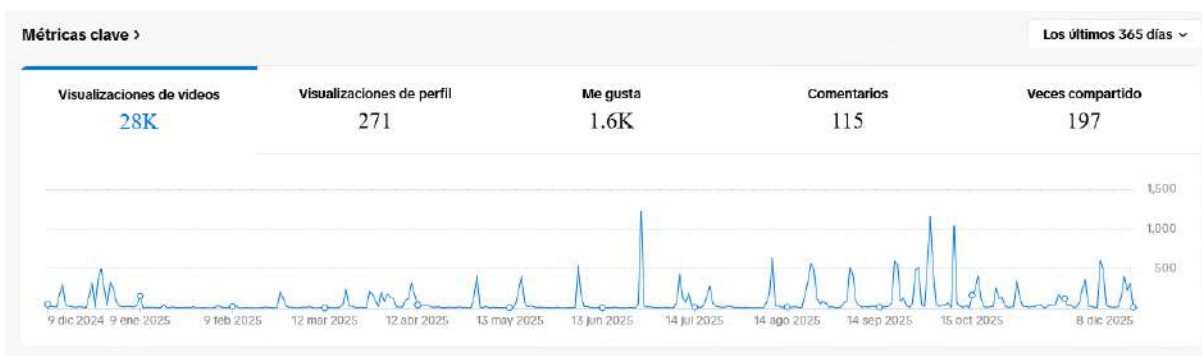 Métricas clave >
Los últimos 365 días
Visualizaciones de videos
28K
Visualizaciones de perfil
271
Me gusta
1.6K
Comentarios
115
Veces compartido
197
1,500
1,000
500
9 dic 2024 9 ene 2025 9 feb 2025 12 mar 2025 12 abr 2025 13 may 2025 13 jun 2025 14 jul 2025 14 ago 2025 14 sep 2025 15 oct 2025 8 dic 2025